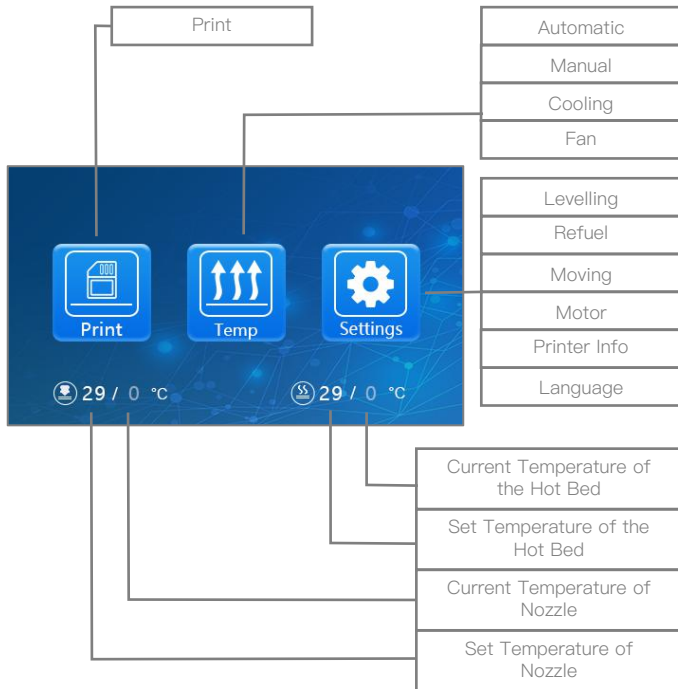 Print
Automatic
Manual
Cooling
Fan
Levelling
Refuel
Moving
Motor
Printer Info
Language
Print
Temp
Settings
29 / 0 °C
29 / 0 °C
Current Temperature of
the Hot Bed
Set Temperature of the
Hot Bed
Current Temperature of
Nozzle
Set Temperature of
Nozzle